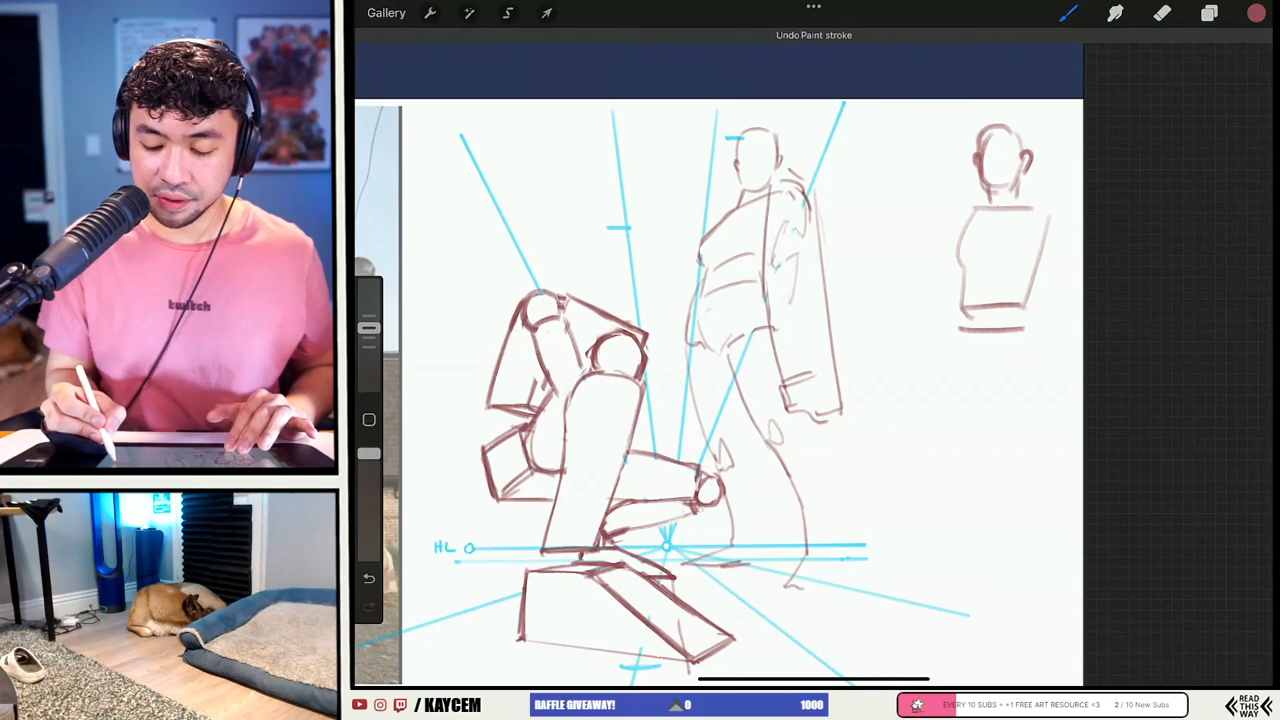 Gallery
Undo Paint stroke
twitch
HL
/ KAYCEM
RAFFLE GIVEAWAY!
0
1000
EVERY 10 SUBS = +1 FREE ART RESOURCE <3
2 / 10 New Subs
READ
THIS
WAY